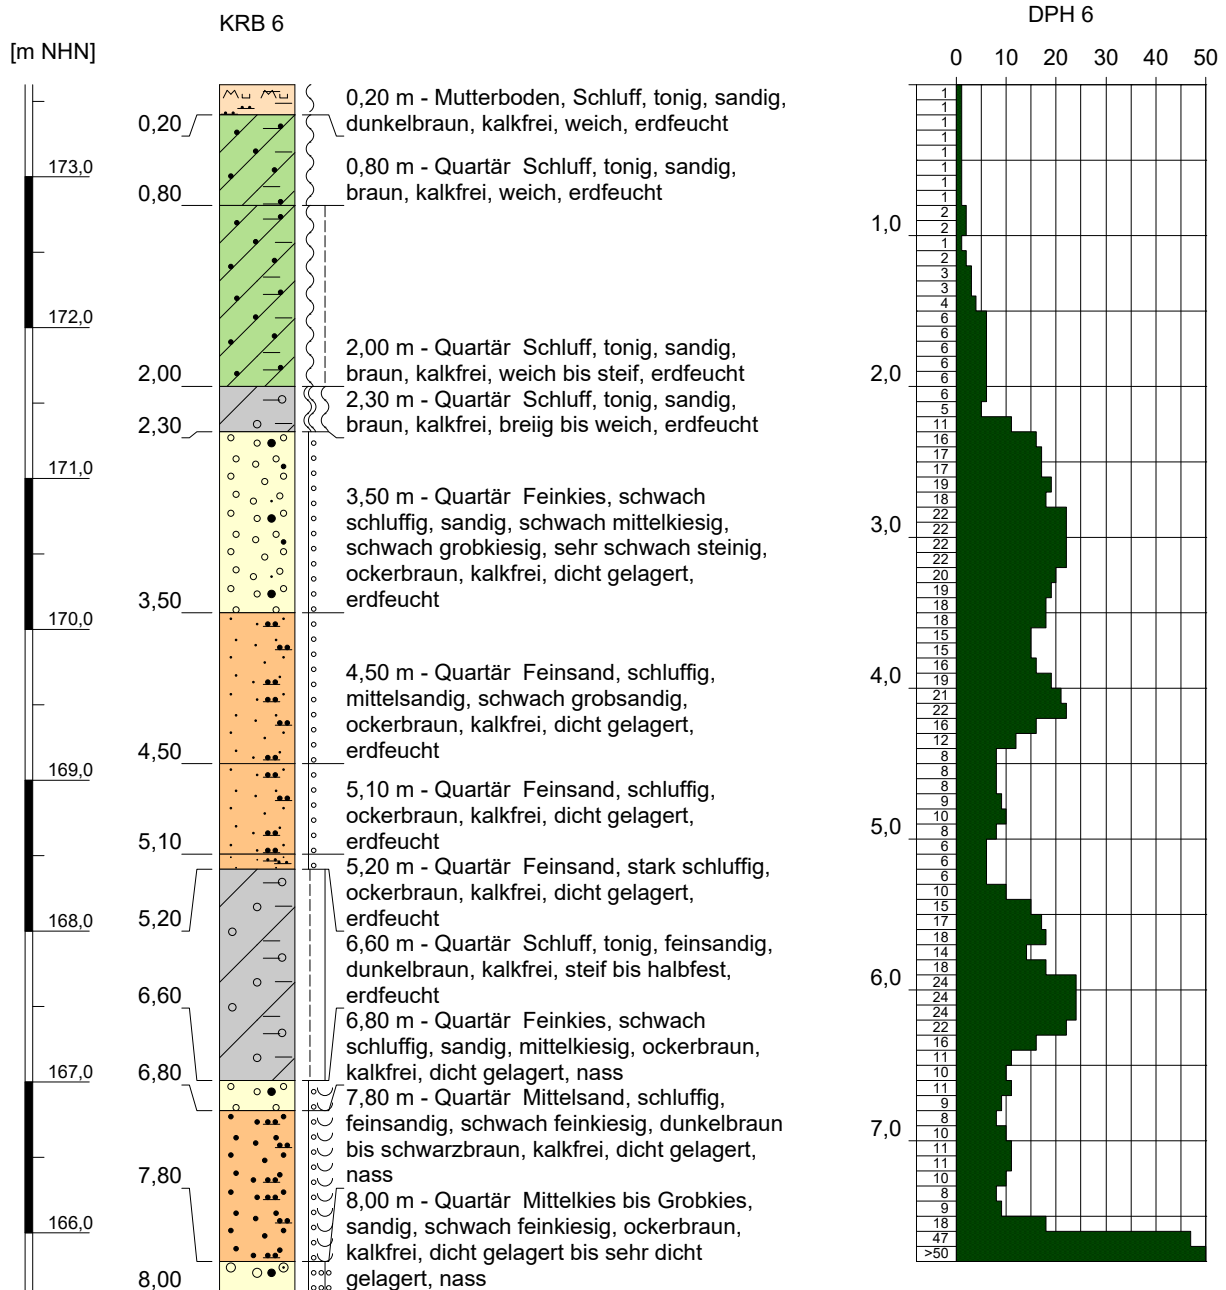 KRB 6
DPH 6
[m NHN]
0 10 20 30 40 50
173,0
172,0
171,0
170,0
169,0
168,0
167,0
166,0
0,20
0,80
2,00
2,30
3,50
4,50
5,10
5,20
6,60
6,80
7,80
8,00
0,20 m - Mutterboden, Schluff, tonig, sandig,
dunkelbraun, kalkfrei, weich, erdfeucht
0,80 m - Quartär Schluff, tonig, sandig,
braun, kalkfrei, weich, erdfeucht
2,00 m - Quartär Schluff, tonig, sandig,
braun, kalkfrei, weich bis steif, erdfeucht
2,30 m - Quartär Schluff, tonig, sandig,
braun, kalkfrei, breiig bis weich, erdfeucht
3,50 m - Quartär Feinkies, schwach
schluffig, sandig, schwach mittelkiesig,
schwach grobkiesig, sehr schwach steinig,
ockerbraun, kalkfrei, dicht gelagert,
erdfeucht
4,50 m - Quartär Feinsand, schluffig,
mittelsandig, schwach grobsandig,
ockerbraun, kalkfrei, dicht gelagert,
erdfeucht
5,10 m - Quartär Feinsand, schluffig,
ockerbraun, kalkfrei, dicht gelagert,
erdfeucht
5,20 m - Quartär Feinsand, stark schluffig,
ockerbraun, kalkfrei, dicht gelagert,
erdfeucht
6,60 m - Quartär Schluff, tonig, feinsandig,
dunkelbraun, kalkfrei, steif bis halbfest,
erdfeucht
6,80 m - Quartär Feinkies, schwach
schluffig, sandig, mittelkiesig, ockerbraun,
kalkfrei, dicht gelagert, nass
7,80 m - Quartär Mittelsand, schluffig,
feinsandig, schwach feinkiesig, dunkelbraun
bis schwarzbraun, kalkfrei, dicht gelagert,
nass
8,00 m - Quartär Mittelkies bis Grobkies,
sandig, schwach feinkiesig, ockerbraun,
kalkfrei, dicht gelagert bis sehr dicht
gelagert, nass
1,0
2,0
3,0
4,0
5,0
6,0
7,0
1
1
1
1
1
1
1
1
2
2
1
2
3
3
4
6
6
6
6
6
6
5
11
16
17
17
19
18
22
22
22
22
20
19
18
18
15
15
16
19
21
22
16
12
8
8
8
9
10
8
6
6
6
10
15
17
18
14
18
24
24
24
22
16
11
10
11
9
8
10
11
11
10
8
9
18
47
>50